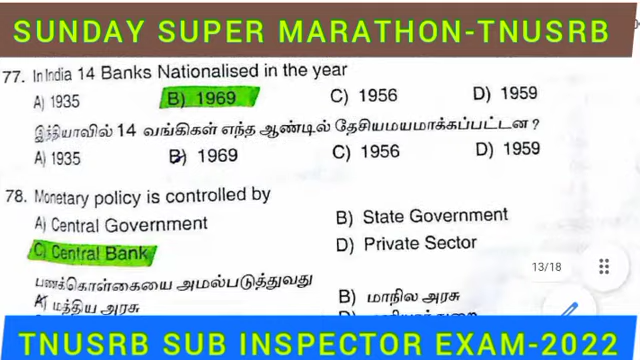 SUNDAY SUPER MARATHON-TNUSRB
77. In India 14 Banks Nationalised in the year
A) 1935 B) 1969 C) 1956 D) 1959
இந்தியாவில் 14 வங்கிகள் எந்த ஆண்டில் தேசியமயமாக்கப்பட்டன ?
A) 1935 B) 1969 C) 1956 D) 1959
78. Monetary policy is controlled by
A) Central Government B) State Government
C) Central Bank D) Private Sector
13/18
பணக்கொள்கையை அமல்படுத்துவது
A) மத்திய அரசு B) மாநில அரசு
TNUSRB SUB INSPECTOR EXAM-2022